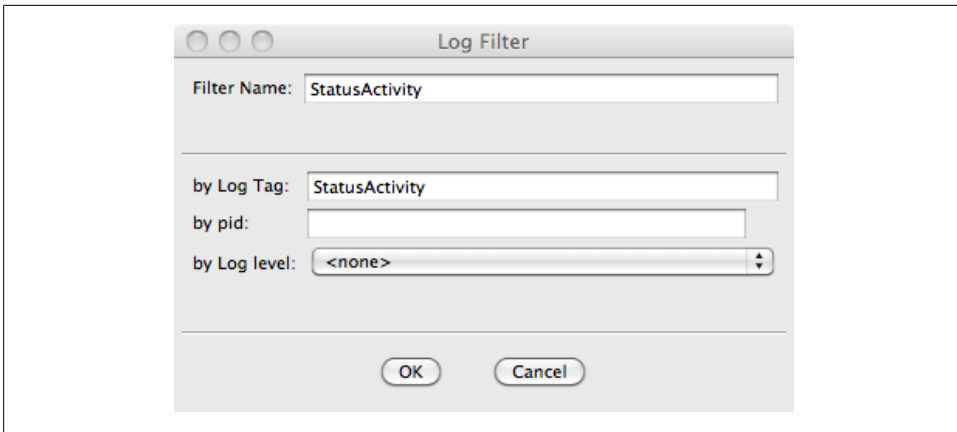 Log Filter
Filter Name: StatusActivity
by Log Tag: StatusActivity
by pid:
by Log level: <none>
OK Cancel